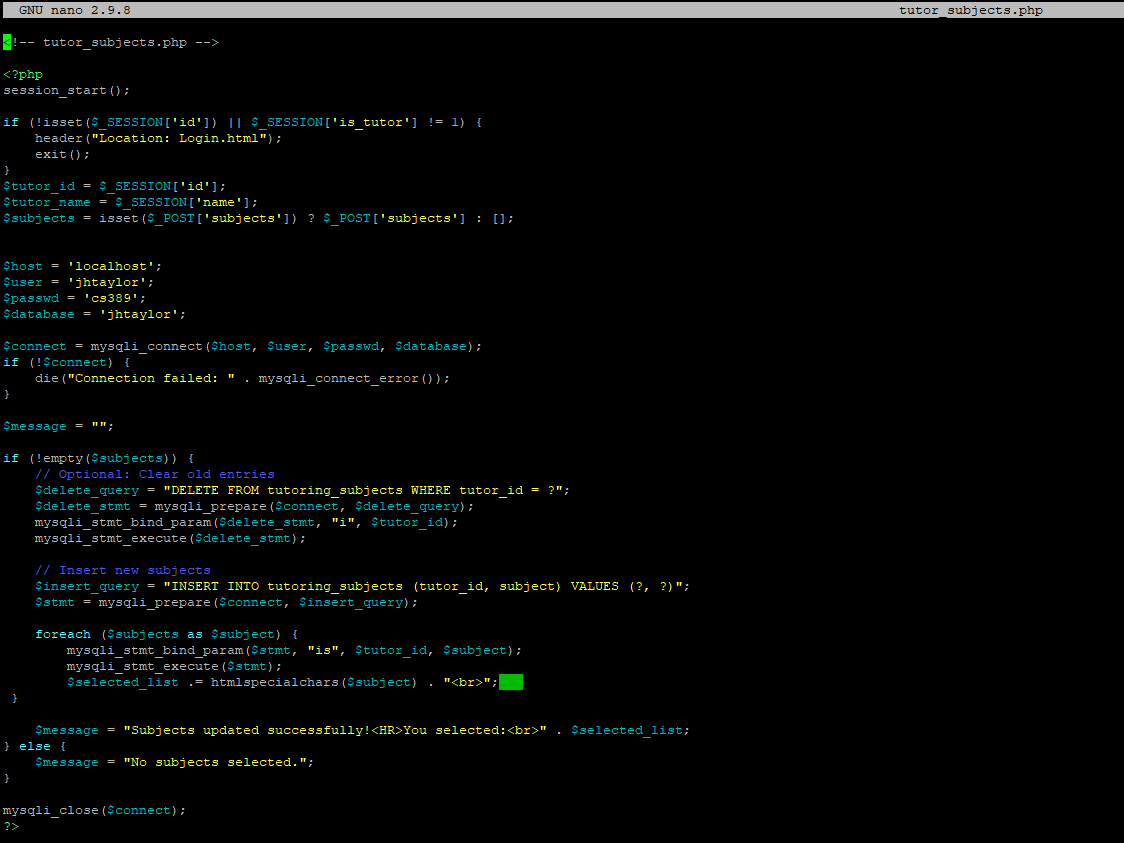 GNU nano 2.9.8 tutor_subjects.php
<!-- tutor_subjects.php -->
<?php
session_start();
if (!isset($_SESSION['id']) || $_SESSION['is_tutor'] != 1) {
    header("Location: Login.html");
    exit();
}
$tutor_id = $_SESSION['id'];
$tutor_name = $_SESSION['name'];
$subjects = isset($_POST['subjects']) ? $_POST['subjects'] : [];
$host = 'localhost';
$user = 'jhtaylor';
$passwd = 'cs389';
$database = 'jhtaylor';
$connect = mysqli_connect($host, $user, $passwd, $database);
if (!$connect) {
    die("Connection failed: " . mysqli_connect_error());
}
$message = "";
if (!empty($subjects)) {
    // Optional: Clear old entries
    $delete_query = "DELETE FROM tutoring_subjects WHERE tutor_id = ?";
    $delete_stmt = mysqli_prepare($connect, $delete_query);
    mysqli_stmt_bind_param($delete_stmt, "i", $tutor_id);
    mysqli_stmt_execute($delete_stmt);
    // Insert new subjects
    $insert_query = "INSERT INTO tutoring_subjects (tutor_id, subject) VALUES (?, ?)";
    $stmt = mysqli_prepare($connect, $insert_query);
    foreach ($subjects as $subject) {
        mysqli_stmt_bind_param($stmt, "is", $tutor_id, $subject);
        mysqli_stmt_execute($stmt);
        $selected_list .= htmlspecialchars($subject) . "<br>";
 }
    $message = "Subjects updated successfully!<HR>You selected:<br>" . $selected_list;
} else {
    $message = "No subjects selected.";
}
mysqli_close($connect);
?>